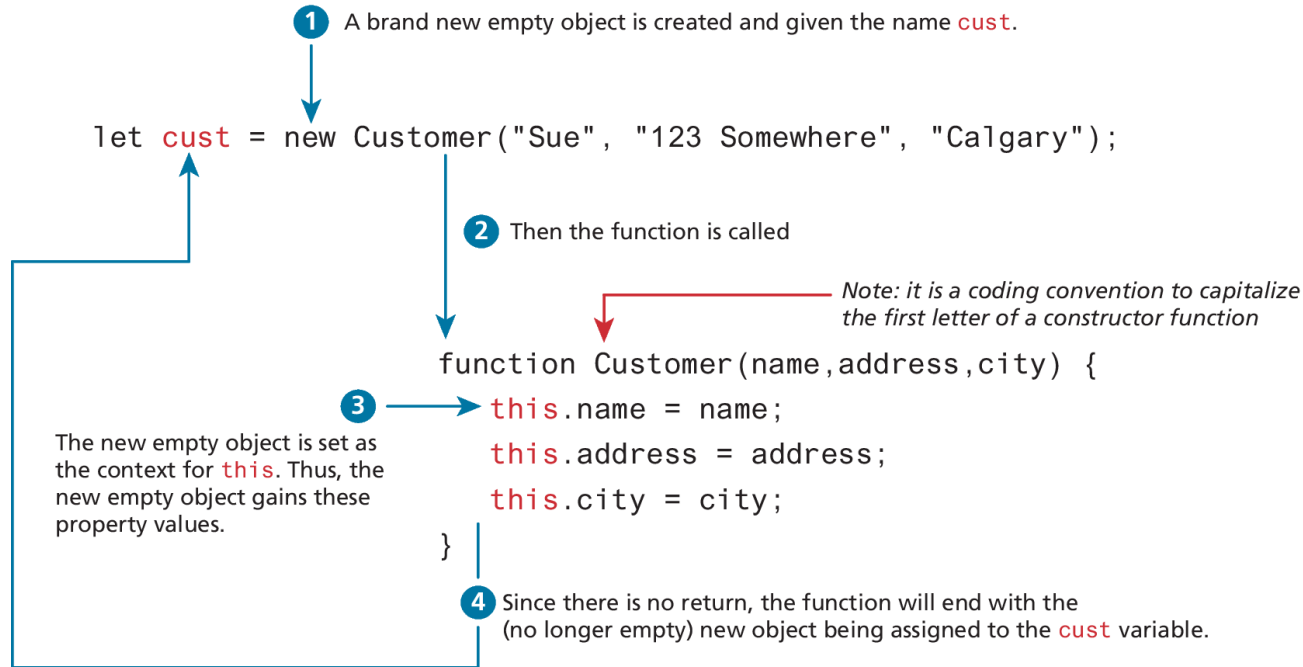 1 A brand new empty object is created and given the name cust.
let cust = new Customer("Sue", "123 Somewhere", "Calgary");
2 Then the function is called
Note: it is a coding convention to capitalize
the first letter of a constructor function
function Customer(name,address,city) {
3
this.name = name;
this.address = address;
this.city = city;
}
The new empty object is set as
the context for this. Thus, the
new empty object gains these
property values.
4 Since there is no return, the function will end with the
(no longer empty) new object being assigned to the cust variable.